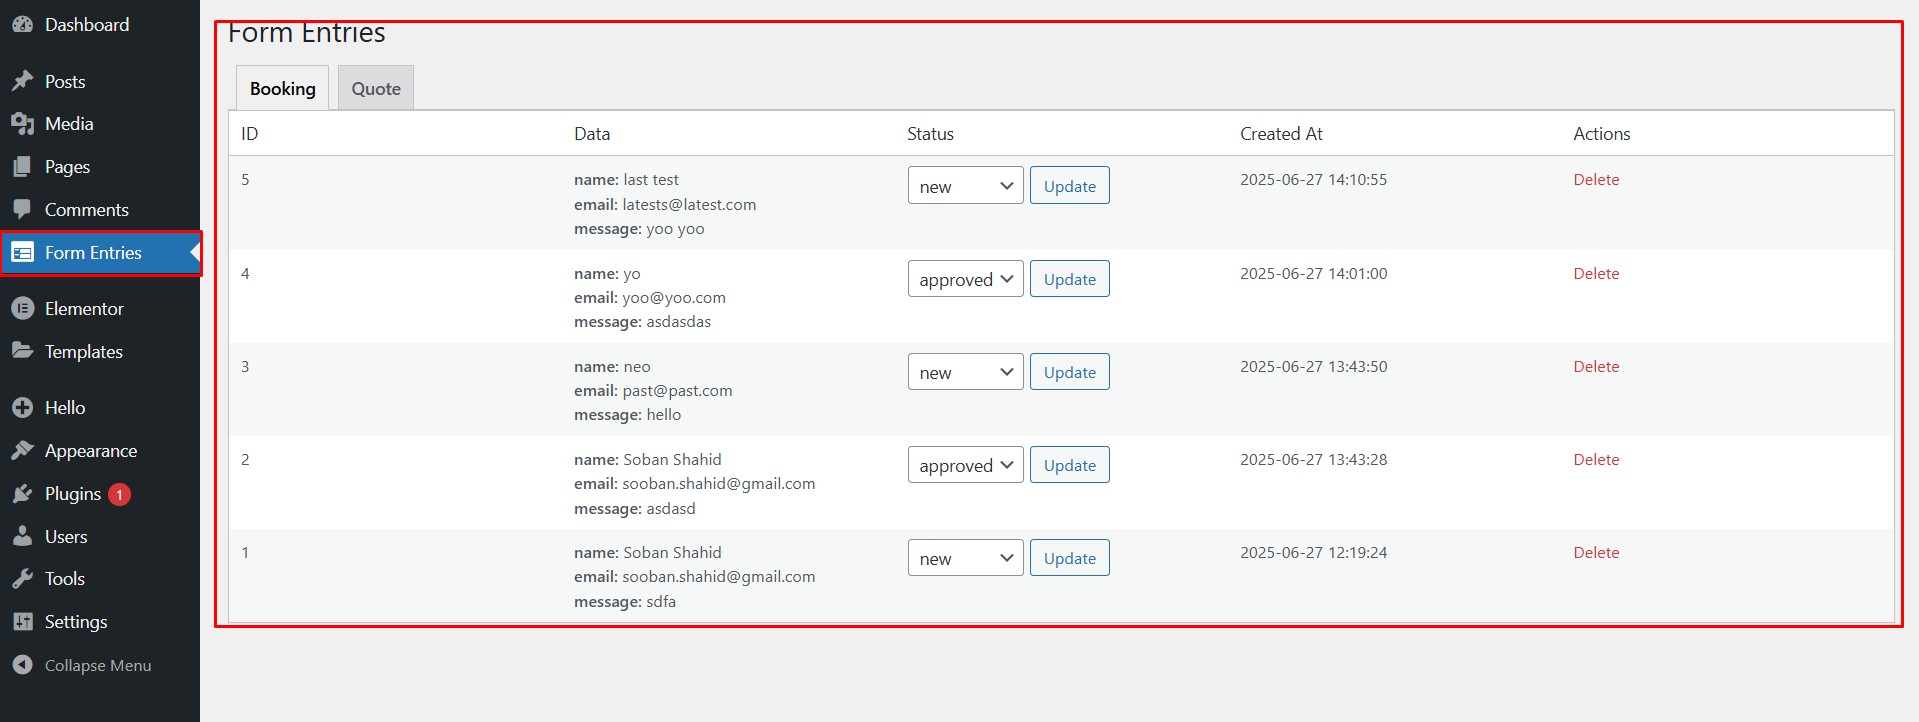 Dashboard
Posts
Media
Pages
Comments
Form Entries
Elementor
Templates
Hello
Appearance
Plugins 1
Users
Tools
Settings
Collapse Menu
Form Entries
Booking Quote
ID Data Status Created At Actions
5 name: last test new Update 2025-06-27 14:10:55 Delete
email: latests@latest.com
message: yoo yoo
4 name: yo approved Update 2025-06-27 14:01:00 Delete
email: yoo@yoo.com
message: asdasdas
3 name: neo new Update 2025-06-27 13:43:50 Delete
email: past@past.com
message: hello
2 name: Soban Shahid approved Update 2025-06-27 13:43:28 Delete
email: sooban.shahid@gmail.com
message: asdasd
1 name: Soban Shahid new Update 2025-06-27 12:19:24 Delete
email: sooban.shahid@gmail.com
message: sdfa